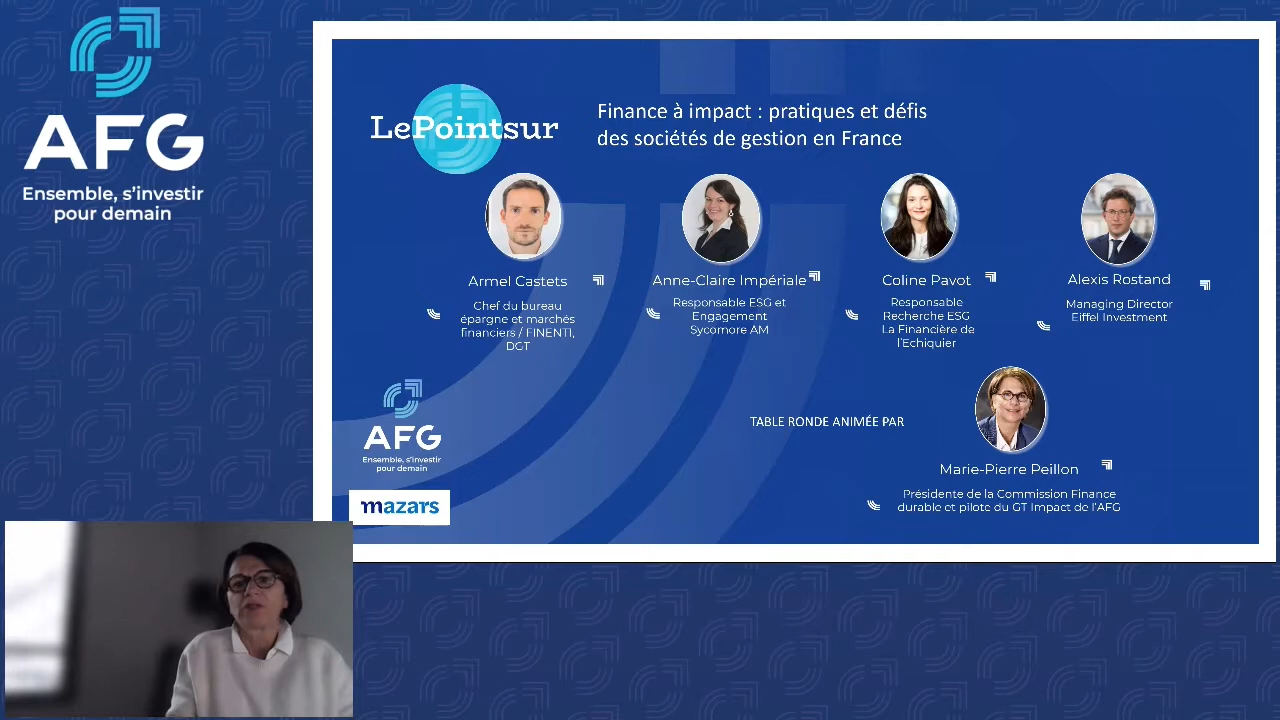 AFG
Ensemble, s'investir
pour demain
LePointsur
Finance à impact : pratiques et défis
des sociétés de gestion en France
Armel Castets
Chef du bureau
épargne et marchés
financiers / FINENTI,
DGT
Anne-Claire Impériale
Responsable ESG et
Engagement
Sycomore AM
Coline Pavot
Responsable
Recherche ESG
La Financière de
l'Echiquier
Alexis Rostand
Managing Director
Eiffel Investment
AFG
Ensemble, s'investir
pour demain
mazars
TABLE RONDE ANIMÉE PAR
Marie-Pierre Peillon
Présidente de la Commission Finance
durable et pilote du GT Impact de l'AFG